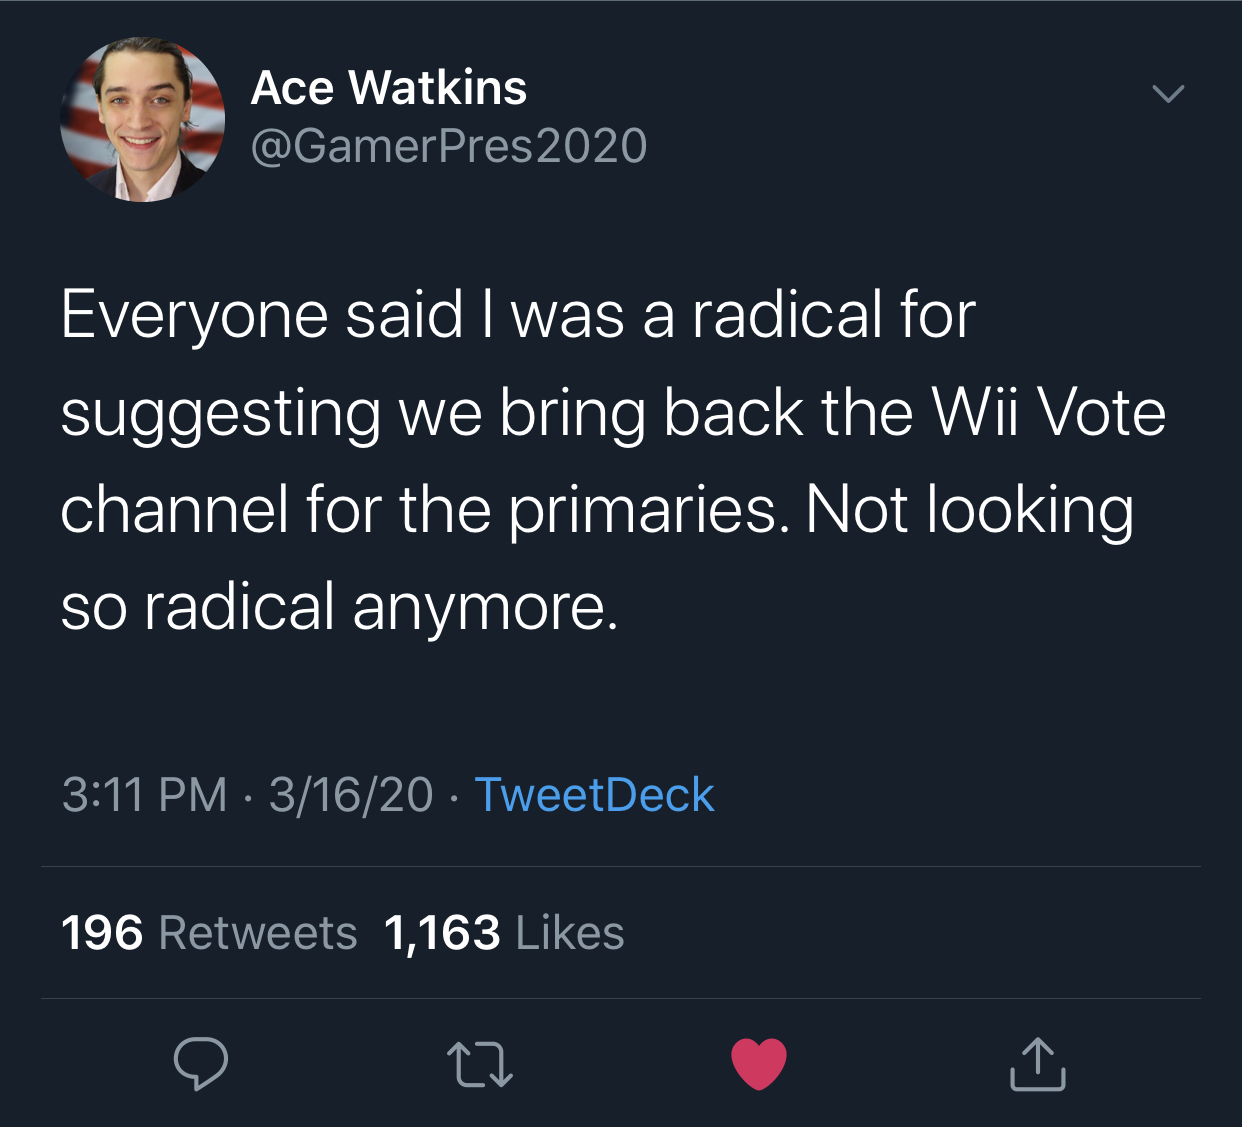 Ace Watkins
@GamerPres2020
Everyone said I was a radical for
suggesting we bring back the Wii Vote
channel for the primaries. Not looking
so radical anymore.
3:11 PM · 3/16/20 · TweetDeck
196 Retweets 1,163 Likes